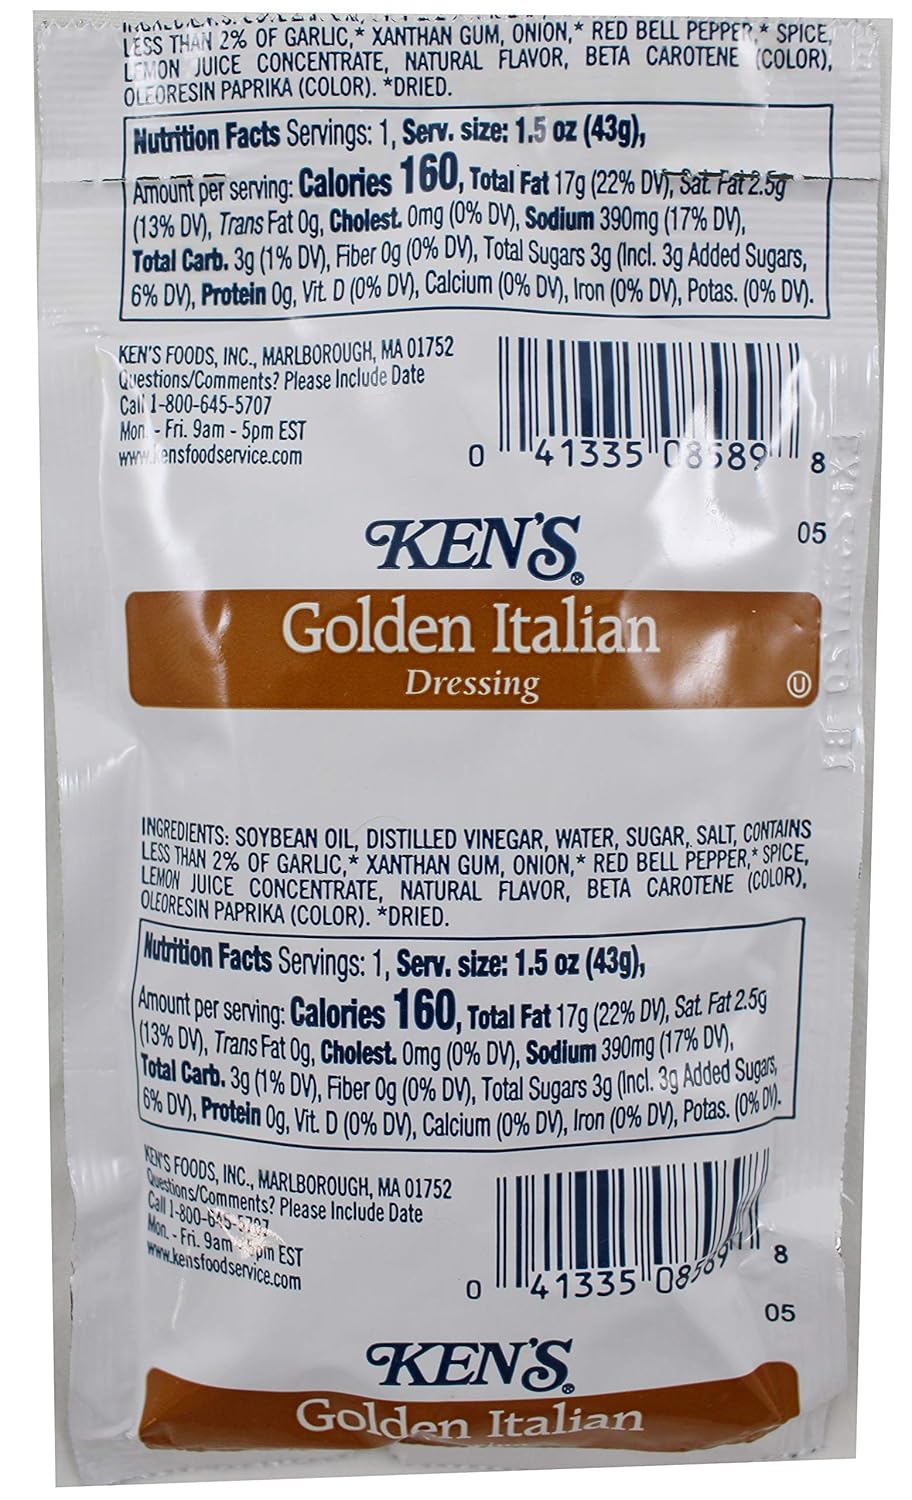 LESS THAN 2% OF GARLIC,* XANTHAN GUM, ONION,* RED BELL PEPPER,* SPICE,
LEMON JUICE CONCENTRATE, NATURAL FLAVOR, BETA CAROTENE (COLOR),
OLEORESIN PAPRIKA (COLOR). *DRIED.
Nutrition Facts Servings: 1, Serv. size: 1.5 oz (43g),
Amount per serving: Calories 160, Total Fat 17g (22% DV), Sat. Fat 2.5g
(13% DV), Trans Fat 0g, Cholest. 0mg (0% DV), Sodium 390mg (17% DV),
Total Carb. 3g (1% DV), Fiber 0g (0% DV), Total Sugars 3g (Incl. 3g Added Sugars,
6% DV), Protein 0g, Vit. D (0% DV), Calcium (0% DV), Iron (0% DV), Potas. (0% DV).
KEN'S FOODS, INC., MARLBOROUGH, MA 01752
Questions/Comments? Please Include Date
Call 1-800-645-5707
Mon. - Fri. 9am - 5pm EST
www.kensfoodservice.com
0 41335 08589 8
05
KEN'S®
Golden Italian
Dressing
U
INGREDIENTS: SOYBEAN OIL, DISTILLED VINEGAR, WATER, SUGAR, SALT, CONTAINS
LESS THAN 2% OF GARLIC,* XANTHAN GUM, ONION,* RED BELL PEPPER,* SPICE,
LEMON JUICE CONCENTRATE, NATURAL FLAVOR, BETA CAROTENE (COLOR),
OLEORESIN PAPRIKA (COLOR). *DRIED.
Nutrition Facts Servings: 1, Serv. size: 1.5 oz (43g),
Amount per serving: Calories 160, Total Fat 17g (22% DV), Sat. Fat 2.5g
(13% DV), Trans Fat 0g, Cholest. 0mg (0% DV), Sodium 390mg (17% DV),
Total Carb. 3g (1% DV), Fiber 0g (0% DV), Total Sugars 3g (Incl. 3g Added Sugars,
6% DV), Protein 0g, Vit. D (0% DV), Calcium (0% DV), Iron (0% DV), Potas. (0% DV).
KEN'S FOODS, INC., MARLBOROUGH, MA 01752
Questions/Comments? Please Include Date
Call 1-800-645-5707
Mon. - Fri. 9am - 5pm EST
www.kensfoodservice.com
0 41335 08589 8
05
KEN'S®
Golden Italian